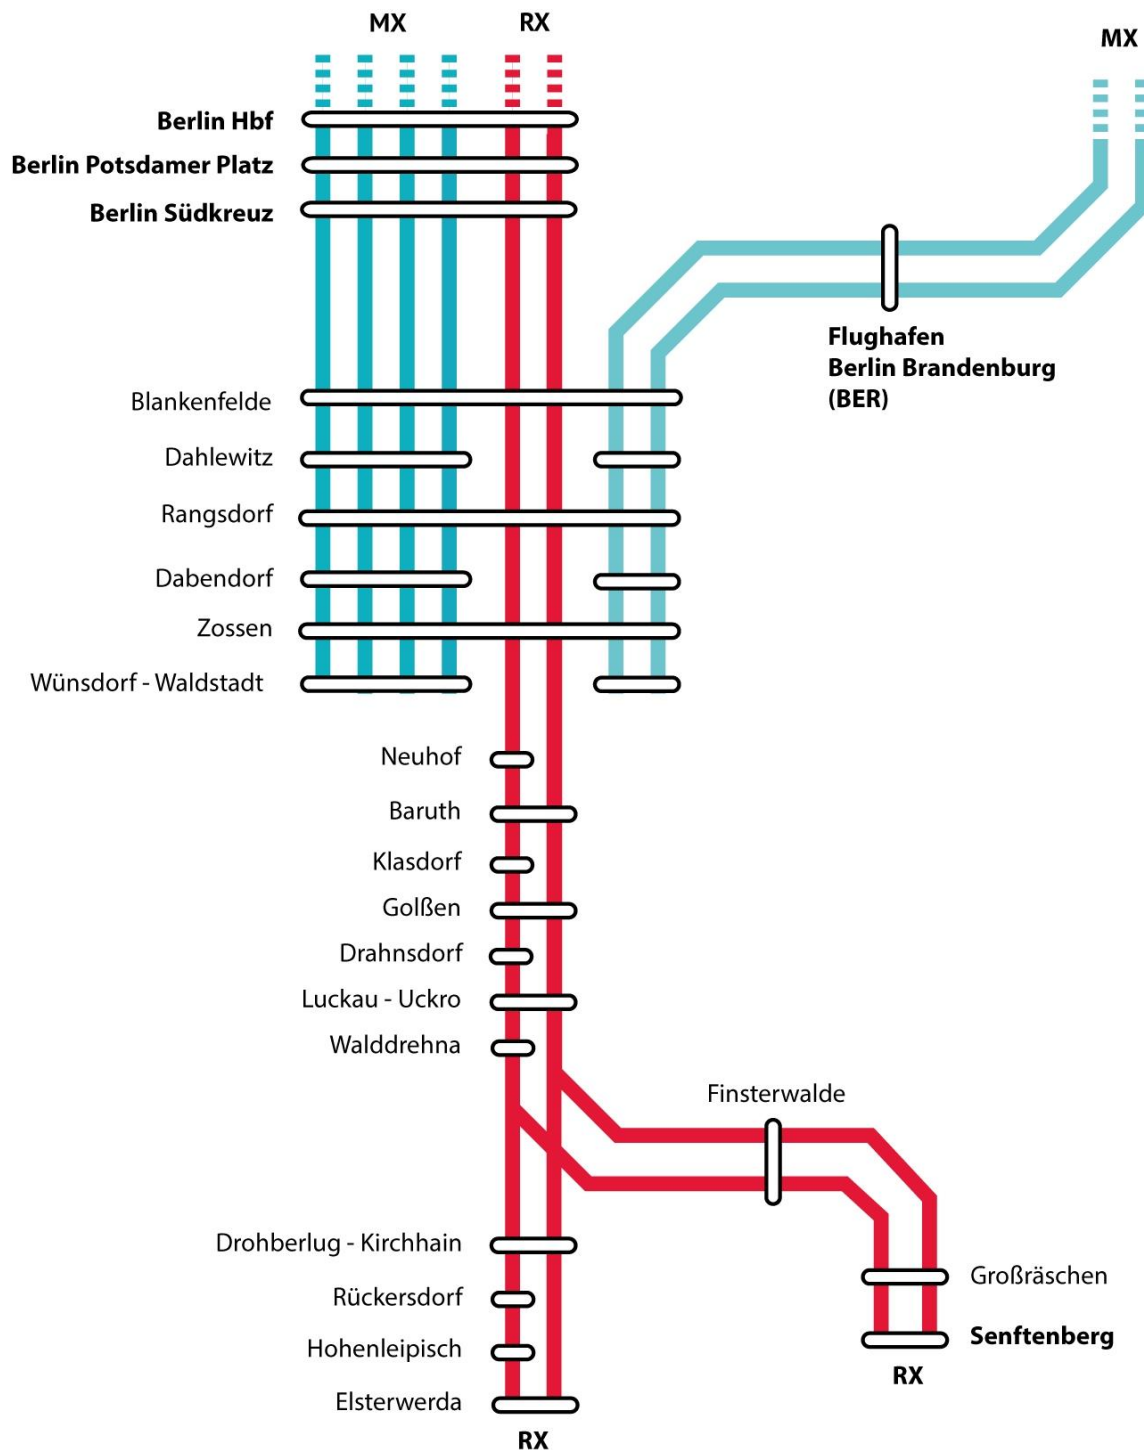 MX
RX
MX
Berlin Hbf
Berlin Potsdamer Platz
Berlin Südkreuz
Flughafen
Berlin Brandenburg
(BER)
Blankenfelde
Dahlewitz
Rangsdorf
Dabendorf
Zossen
Wünsdorf - Waldstadt
Neuhof
Baruth
Klasdorf
Golßen
Drahnsdorf
Luckau - Uckro
Walddrehna
Finsterwalde
Drohberlug - Kirchhain
Großräschen
Rückersdorf
Senftenberg
Hohenleipisch
RX
Elsterwerda
RX